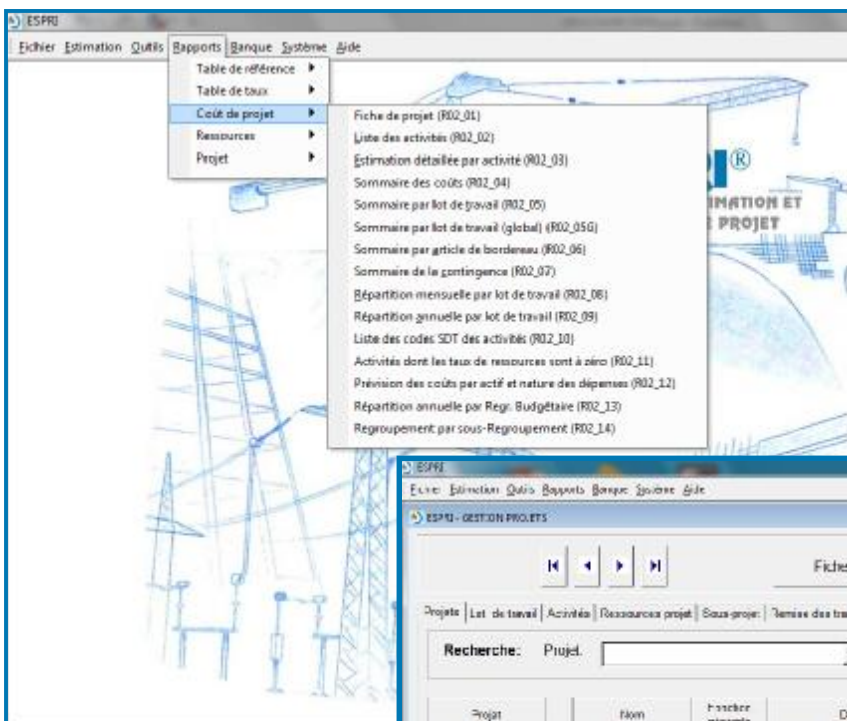 ESPRI
Fichier Estimation Outils Rapports Banque Système Aide
Table de référence
Table de taux
Coût de projet
Ressources
Projet
Fiche de projet (R02_01)
Liste des activités (R02_02)
Estimation détaillée par activité (R02_03)
Sommaire des coûts (R02_04)
Sommaire par lot de travail (R02_05)
Sommaire par lot de travail (global) (R02_05G)
Sommaire par article de bordereau (R02_06)
Sommaire de la contingence (R02_07)
Répartition mensuelle par lot de travail (R02_08)
Répartition annuelle par lot de travail (R02_09)
Liste des codes SDT des activités (R02_10)
Activités dont les taux de ressources sont à zéro (R02_11)
Prévision des coûts par actif et nature des dépenses (R02_12)
Répartition annuelle par Regr. Budgétaire (R02_13)
Regroupement par sous-Regroupement (R02_14)
RI®
IMATION ET
PROJET
ESPRI
Fichier Estimation Outils Rapports Banque Système Aide
ESPRI - GESTION PROJETS
Fiche
Projets Lot de travail Activités Ressources projet Sous-projet Remise des tra
Recherche: Projet.
Projet Nom